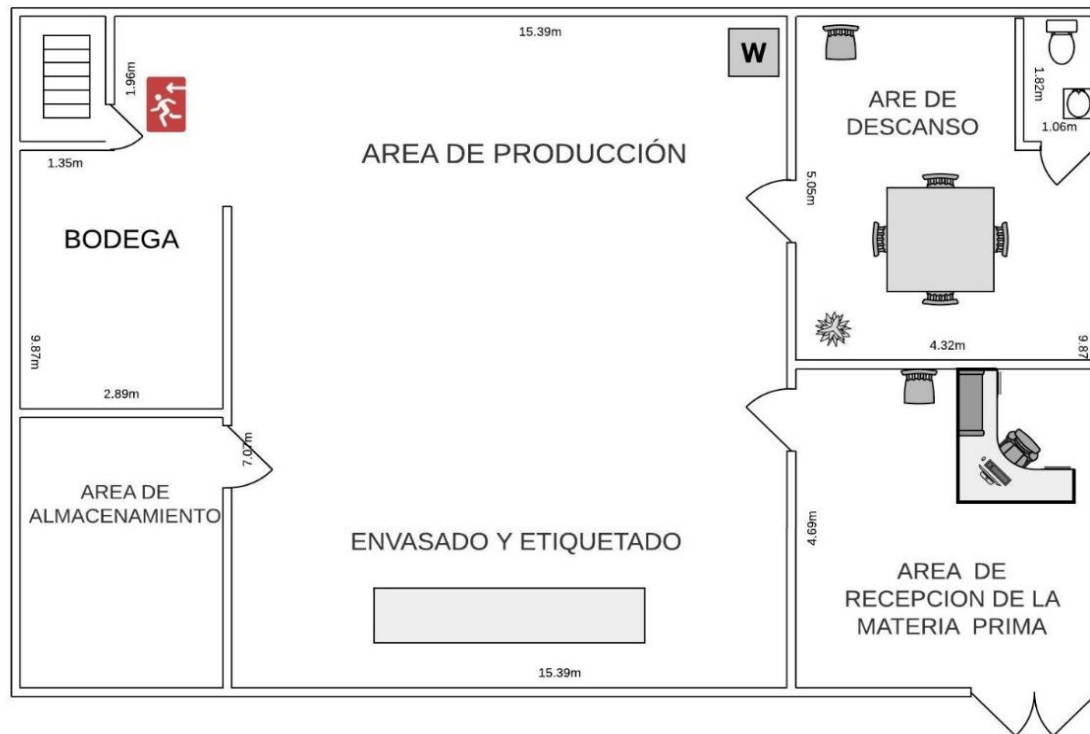 15.39m
W
1.96m
1.82m
ARE DE
DESCANSO
1.06m
AREA DE PRODUCCIÓN
1.35m
5.05m
BODEGA
9.87m
4.32m
9.87
2.89m
7.07m
AREA DE
ALMACENAMIENTO
4.69m
ENVASADO Y ETIQUETADO
AREA DE
RECEPCION DE LA
MATERIA PRIMA
15.39m